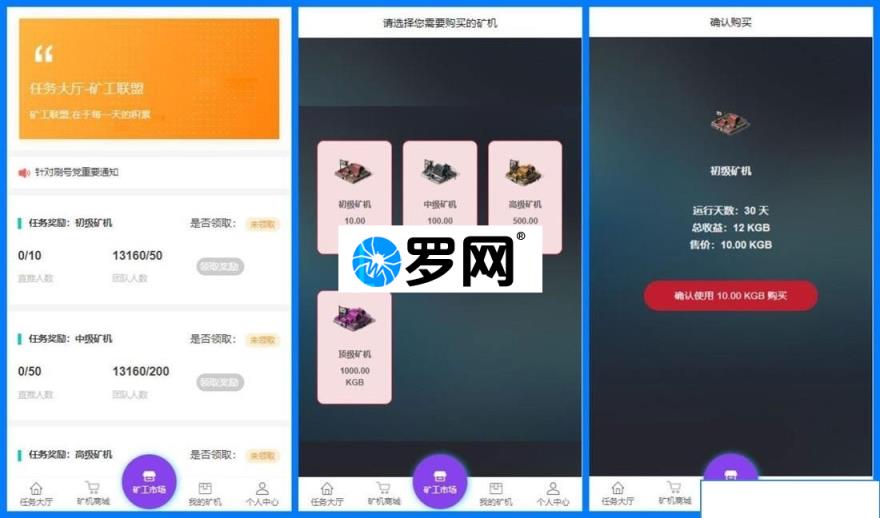 任务大厅-矿工联盟
矿工联盟,在于每一天的积累
针对刷号党重要通知
任务奖励：初级矿机
是否领取：
未领取
0/10
13160/50
领取奖励
直推人数
团队人数
任务奖励：中级矿机
是否领取：
未领取
0/50
13160/200
领取奖励
直推人数
团队人数
任务奖励：高级矿机
是否领取：
未领取
任务大厅
矿机商城
矿工市场
我的矿机
个人中心
请选择您需要购买的矿机
初级矿机
10.00
中级矿机
100.00
高级矿机
500.00
罗网®
顶级矿机
1000.00
KGB
任务大厅
矿机商城
矿工市场
我的矿机
个人中心
确认购买
初级矿机
运行天数：30 天
总收益：12 KGB
售价：10.00 KGB
确认使用 10.00 KGB 购买
任务大厅
矿机商城